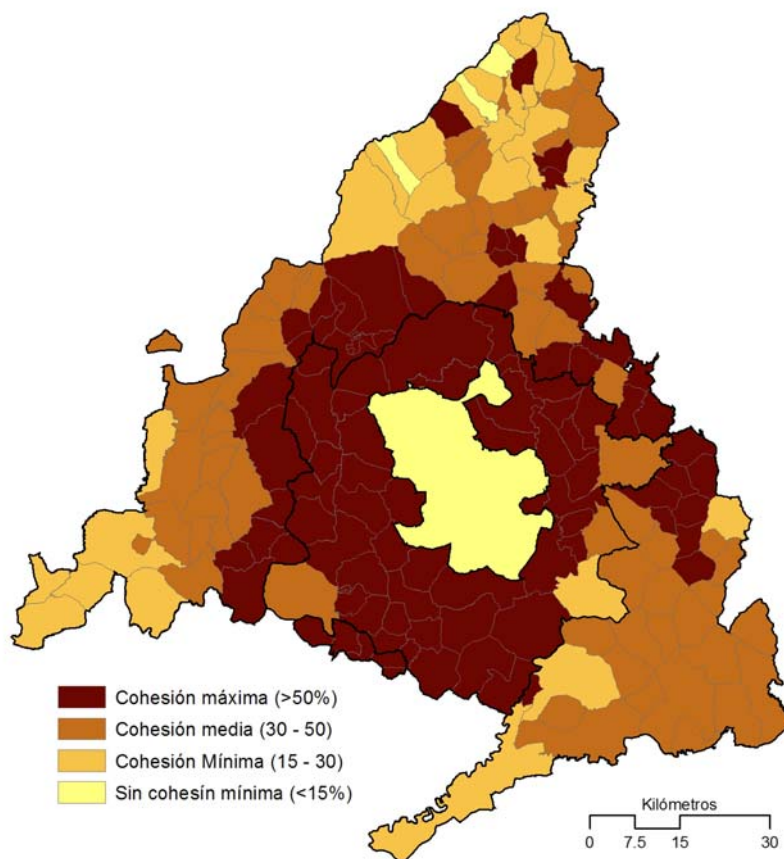 Cohesión máxima (>50%)
Cohesión media (30 - 50)
Cohesión Mínima (15 - 30)
Sin cohesín mínima (<15%)
Kilómetros
0 7.5 15 30